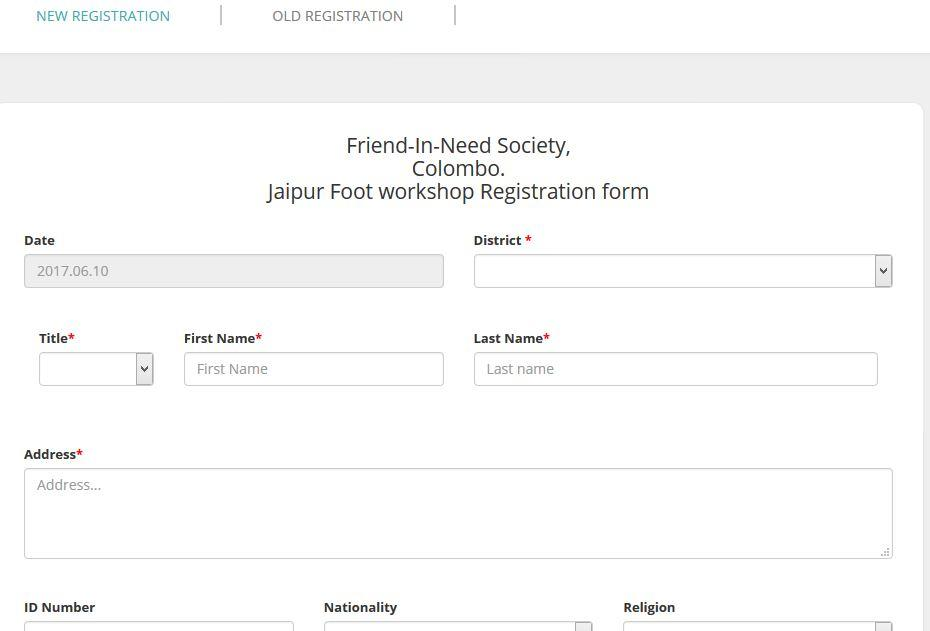 NEW REGISTRATION
OLD REGISTRATION
Friend-In-Need Society,
Colombo.
Jaipur Foot workshop Registration form
Date
District *
2017.06.10
Title*
First Name*
Last Name*
First Name
Last name
Address*
Address...
ID Number
Nationality
Religion